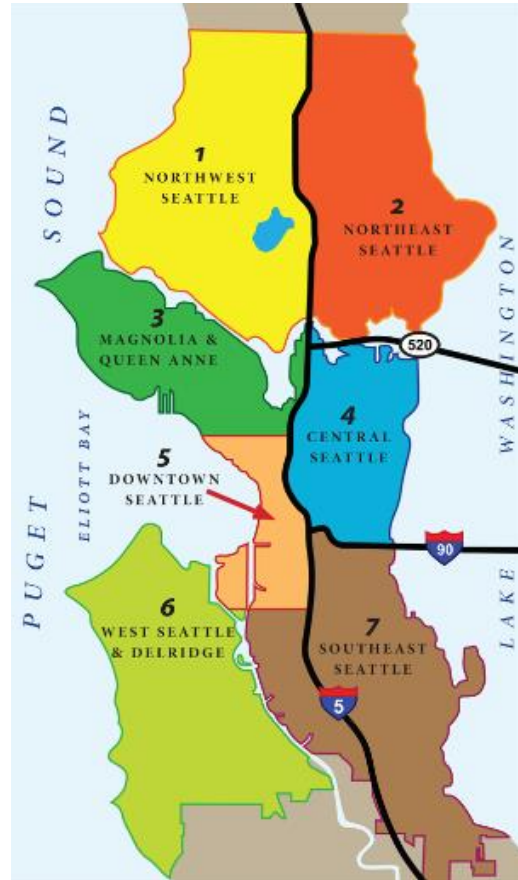 1
NORTHWEST
SEATTLE
2
NORTHEAST
SEATTLE
SOUND
WASHINGTON
3
MAGNOLIA &
QUEEN ANNE
520
4
CENTRAL
SEATTLE
5
DOWNTOWN
SEATTLE
ELIOTT BAY
PUGET
90
LAKE
6
WEST SEATTLE
& DELRIDGE
7
SOUTHEAST
SEATTLE
5